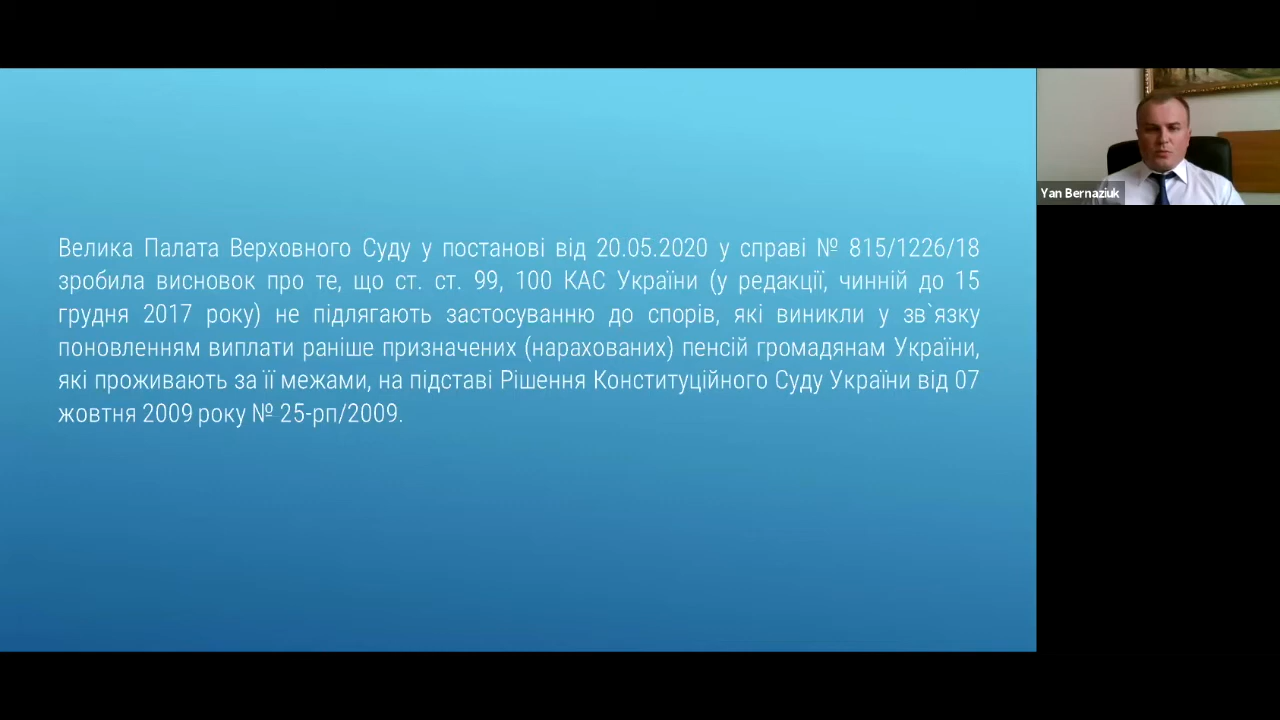 Велика Палата Верховного Суду у постанові від 20.05.2020 у справі № 815/1226/18
зробила висновок про те, що ст. ст. 99, 100 КАС України (у редакції, чинній до 15
грудня 2017 року) не підлягають застосуванню до спорів, які виникли у зв`язку
поновленням виплати раніше призначених (нарахованих) пенсій громадянам України,
які проживають за її межами, на підставі Рішення Конституційного Суду України від 07
жовтня 2009 року № 25-рп/2009.
Yan Bernaziuk